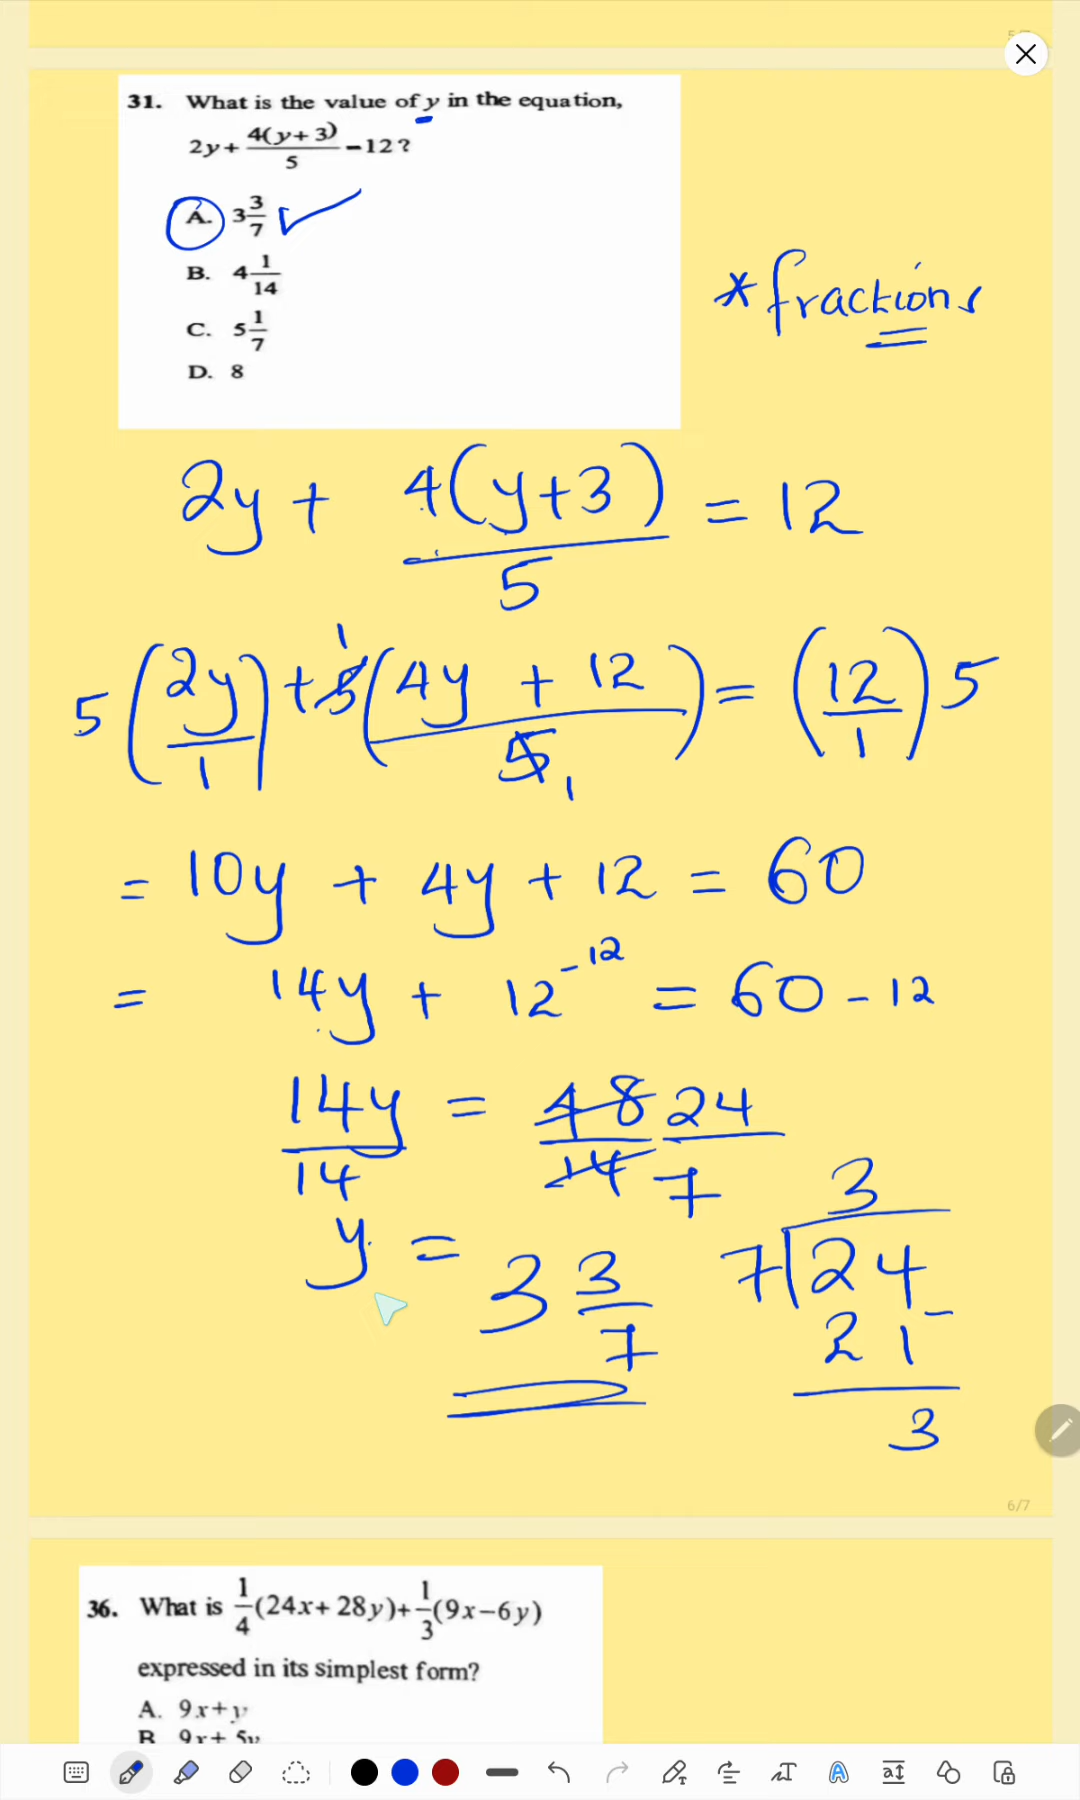 31. What is the value of y in the equation,
2y + 4(y+3)/5 - 12?
A. 3 3/7 ✓
B. 4 1/14
C. 5 1/7
D. 8
* fractions
2y + 4(y+3)/5 = 12
5(2y/1) + 5(4y + 12/5) = (12/1)5
1
1
= 10y + 4y + 12 = 60
= 14y + 12 - 12 = 60 - 12
14y/14 = 48/14 24/7
y = 3 3/7
3
7 24
21 -
3
6/7
36. What is 1/4(24x + 28y) + 1/3(9x - 6y)
expressed in its simplest form?
A. 9x + y
B 9x + 5y